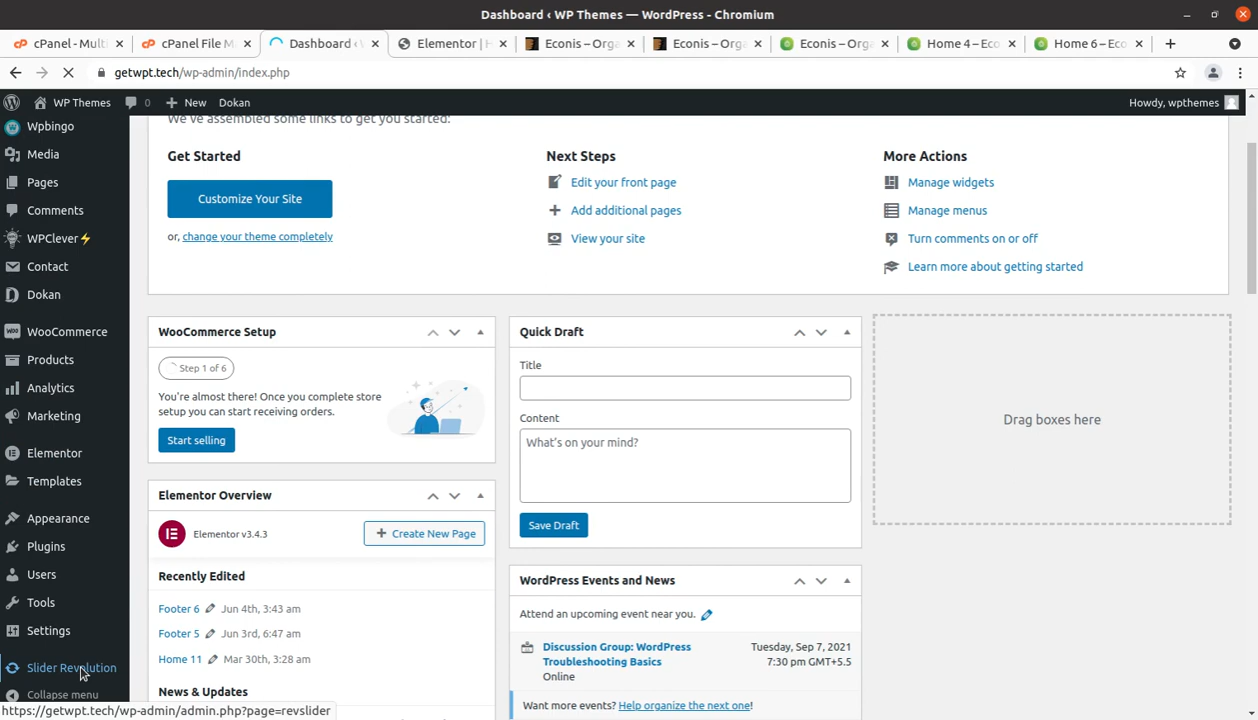 Dashboard ‹ WP Themes — WordPress - Chromium
cPanel - Multi
cPanel File M
Dashboard ‹
Elementor | H
Econis – Orga
Econis – Orga
Econis – Orga
Home 4 – Eco
Home 6 – Eco
getwpt.tech/wp-admin/index.php
WP Themes
0
New
Dokan
Howdy, wpthemes
Wpbingo
Media
Pages
Comments
WPClever⚡
Contact
Dokan
WooCommerce
Products
Analytics
Marketing
Elementor
Templates
Appearance
Plugins
Users
Tools
Settings
Slider Revolution
Collapse menu
https://getwpt.tech/wp-admin/admin.php?page=revslider
We've assembled some links to get you started:
Get Started
Customize Your Site
or, change your theme completely
Next Steps
Edit your front page
Add additional pages
View your site
More Actions
Manage widgets
Manage menus
Turn comments on or off
Learn more about getting started
WooCommerce Setup
Step 1 of 6
You're almost there! Once you complete store
setup you can start receiving orders.
Start selling
Elementor Overview
Elementor v3.4.3
Create New Page
Recently Edited
Footer 6 Jun 4th, 3:43 am
Footer 5 Jun 3rd, 6:47 am
Home 11 Mar 30th, 3:28 am
News & Updates
Quick Draft
Title
Content
What's on your mind?
Save Draft
WordPress Events and News
Attend an upcoming event near you.
Discussion Group: WordPress
Troubleshooting Basics
Online
Tuesday, Sep 7, 2021
7:30 pm GMT+5.5
Want more events? Help organize the next one!
Drag boxes here